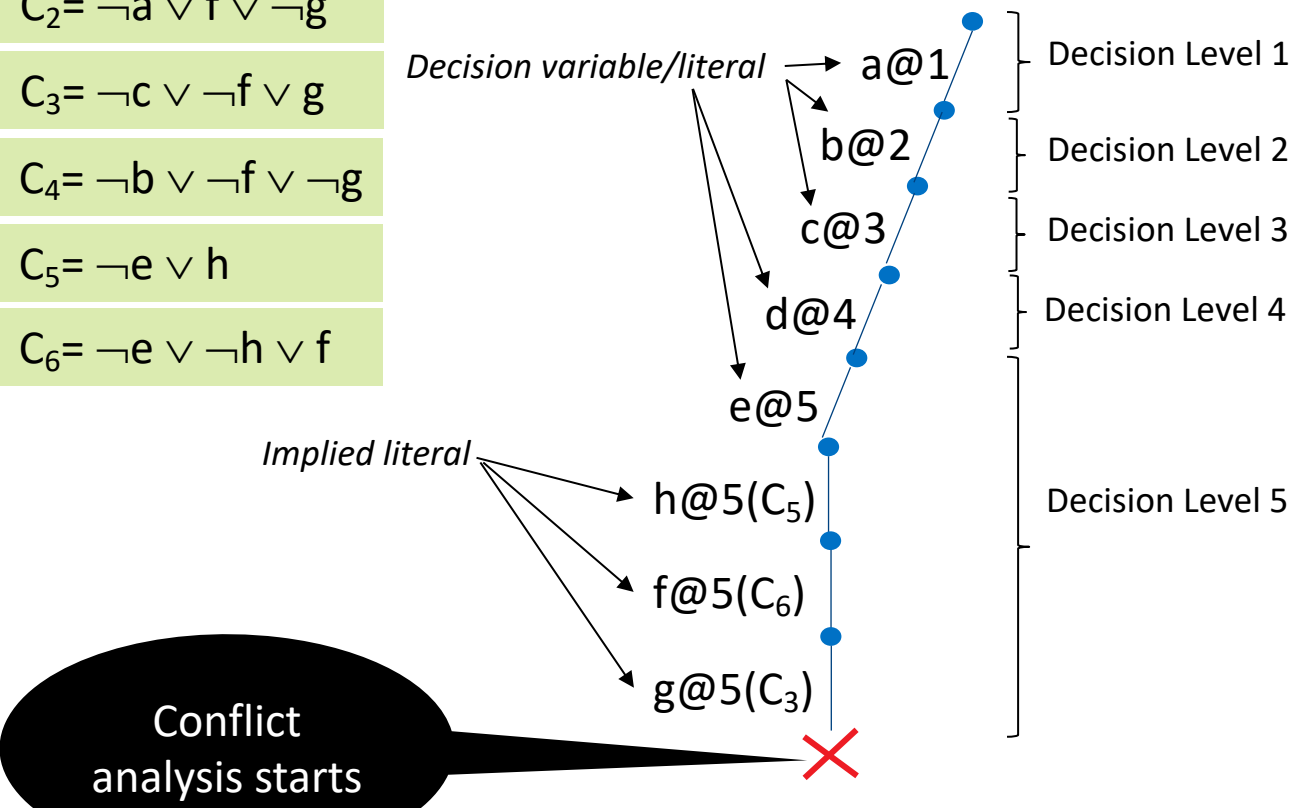 C₂= ¬a ∨ f ∨ ¬g
C₃= ¬c ∨ ¬f ∨ g
C₄= ¬b ∨ ¬f ∨ ¬g
C₅= ¬e ∨ h
C₆= ¬e ∨ ¬h ∨ f
Decision variable/literal
a@1
b@2
c@3
d@4
e@5
Implied literal
h@5(C₅)
f@5(C₆)
g@5(C₃)
Decision Level 1
Decision Level 2
Decision Level 3
Decision Level 4
Decision Level 5
Conflict
analysis starts